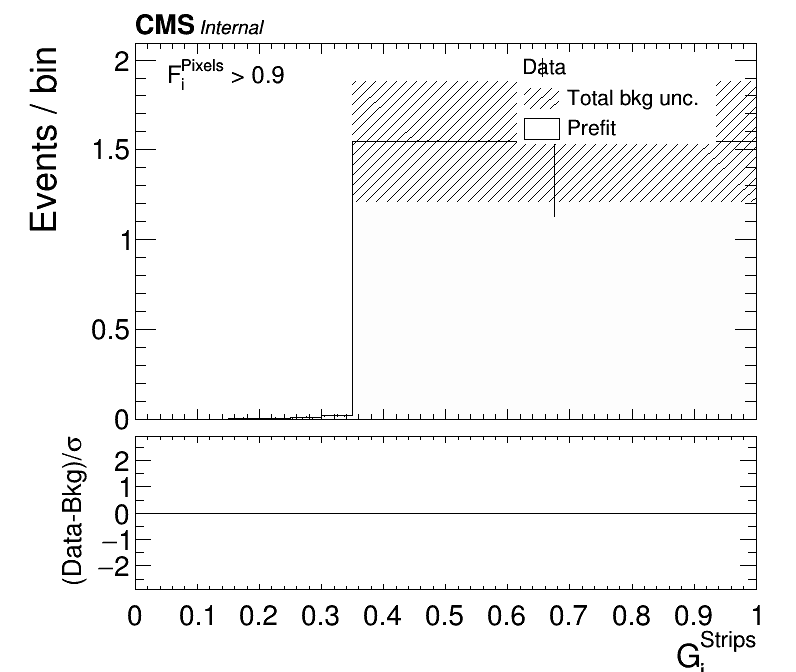 CMS Internal
F_i^Pixels > 0.9
Data
Total bkg unc.
Prefit
Events / bin
2
1.5
1
0.5
0
(Data-Bkg)/σ
2
1
0
−1
−2
0 0.1 0.2 0.3 0.4 0.5 0.6 0.7 0.8 0.9 1
G_i^Strips